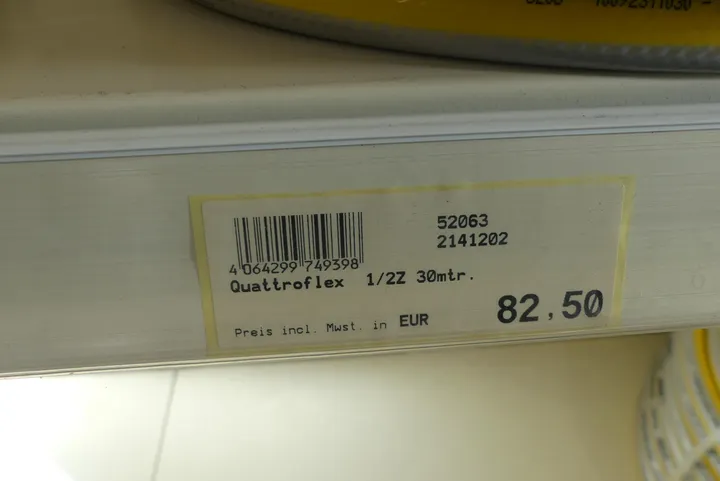 52063
2141202
4 064299 749398
Quattroflex 1/2Z 30mtr.
Preis incl. Mwst. in EUR
82,50